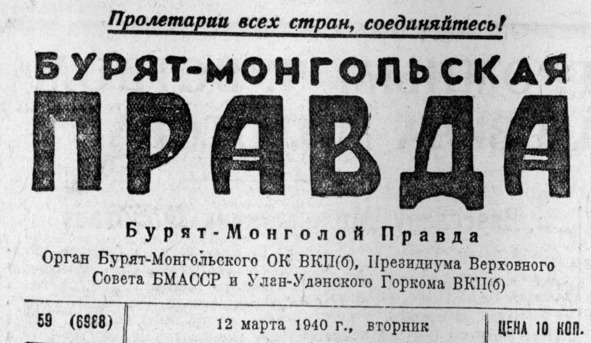 Пролетарии всех стран, соединяйтесь!
БУРЯТ-МОНГОЛЬСКАЯ
ПРАВДА
Бурят-Монголой Правда
Орган Бурят-Монгольского ОК ВКП(б), Президиума Верховного
Совета БМАССР и Улан-Удэнского Горкома ВКП(б)
59 (6988) 12 марта 1940 г., вторник ЦЕНА 10 КОП.